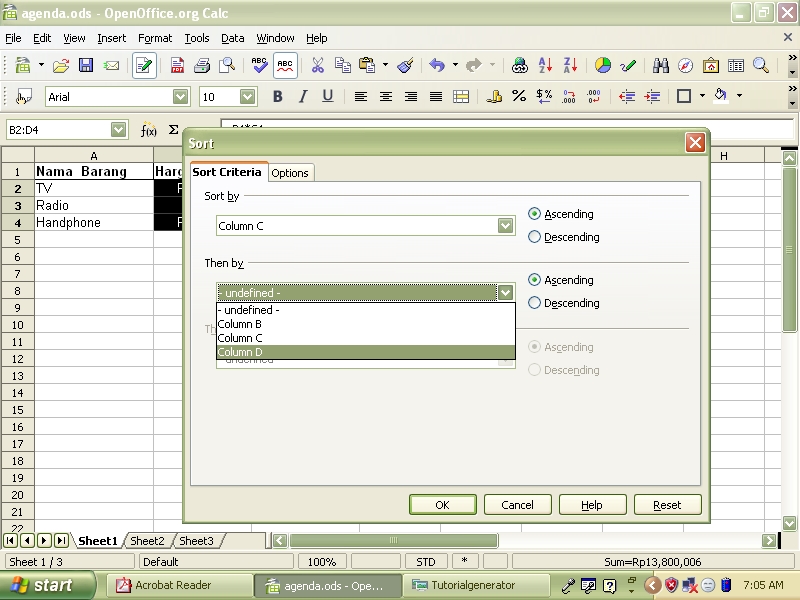 agenda.ods - OpenOffice.org Calc
File Edit View Insert Format Tools Data Window Help
ABC ABC
Arial 10 B I U
B2:D4 f(x) Σ
Sort
A H
1 Nama Barang Harg
2 TV
3 Radio
4 Handphone
5
6
7
8
9
10
11
12
13
14
15
16
17
18
19
20
21
22
Sort Criteria Options
Sort by
Column C
Ascending
Descending
Then by
- undefined -
Ascending
Descending
- undefined -
Column B
Column C
Column D
Ascending
Descending
OK Cancel Help Reset
Sheet1 Sheet2 Sheet3
Sheet 1 / 3 Default 100% STD * Sum=Rp13,800,006
start Acrobat Reader agenda.ods - Ope... Tutorialgenerator 7:05 AM